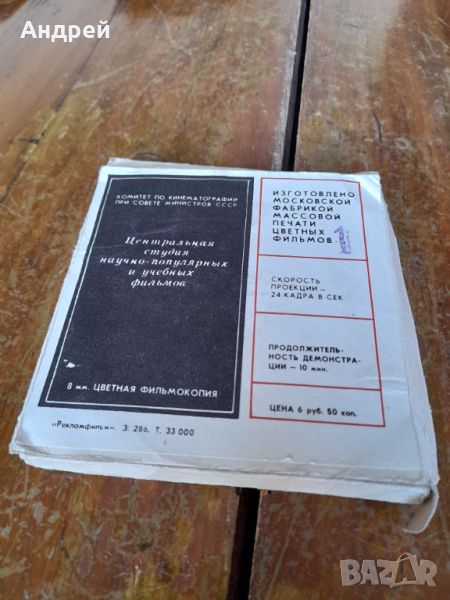 Андрей
КОМИТЕТ ПО КИНЕМАТОГРАФИИ
ПРИ СОВЕТЕ МИНИСТРОВ СССР
Центральная
студия
научно-популярных
и учебных
фильмов
8 мм. ЦВЕТНАЯ ФИЛЬМОКОПИЯ
«Рекламфильм». З. 286. Т. 33 000
ИЗГОТОВЛЕНО
МОСКОВСКОЙ
ФАБРИКОЙ
МАССОВОЙ
ПЕЧАТИ
ЦВЕТНЫХ
ФИЛЬМОВ
СКОРОСТЬ
ПРОЕКЦИИ —
24 КАДРА В СЕК
ПРОДОЛЖИТЕЛЬ-
НОСТЬ ДЕМОНСТРА-
ЦИИ — 10 мин.
ЦЕНА 6 руб. 50 коп.
BAZAR